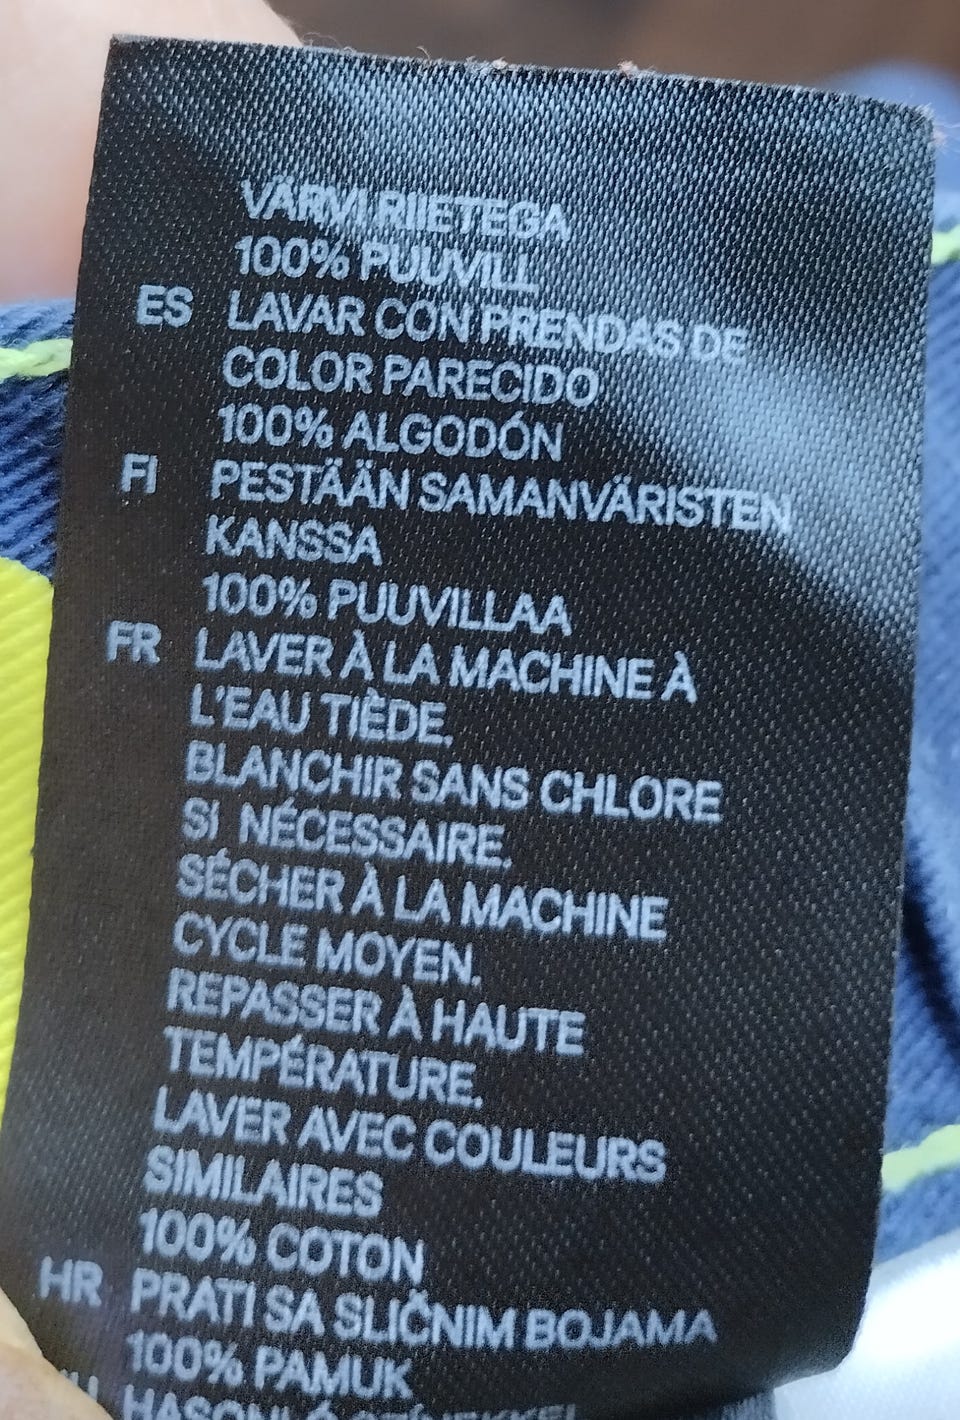 VÄRVI RIIETEGA
100% PUUVILL
ES LAVAR CON PRENDAS DE
COLOR PARECIDO
100% ALGODÓN
FI PESTÄÄN SAMANVÄRISTEN
KANSSA
100% PUUVILLAA
FR LAVER À LA MACHINE À
L'EAU TIÈDE.
BLANCHIR SANS CHLORE
SI NÉCESSAIRE.
SÉCHER À LA MACHINE
CYCLE MOYEN.
REPASSER À HAUTE
TEMPÉRATURE.
LAVER AVEC COULEURS
SIMILAIRES
100% COTON
HR PRATI SA SLIČNIM BOJAMA
100% PAMUK